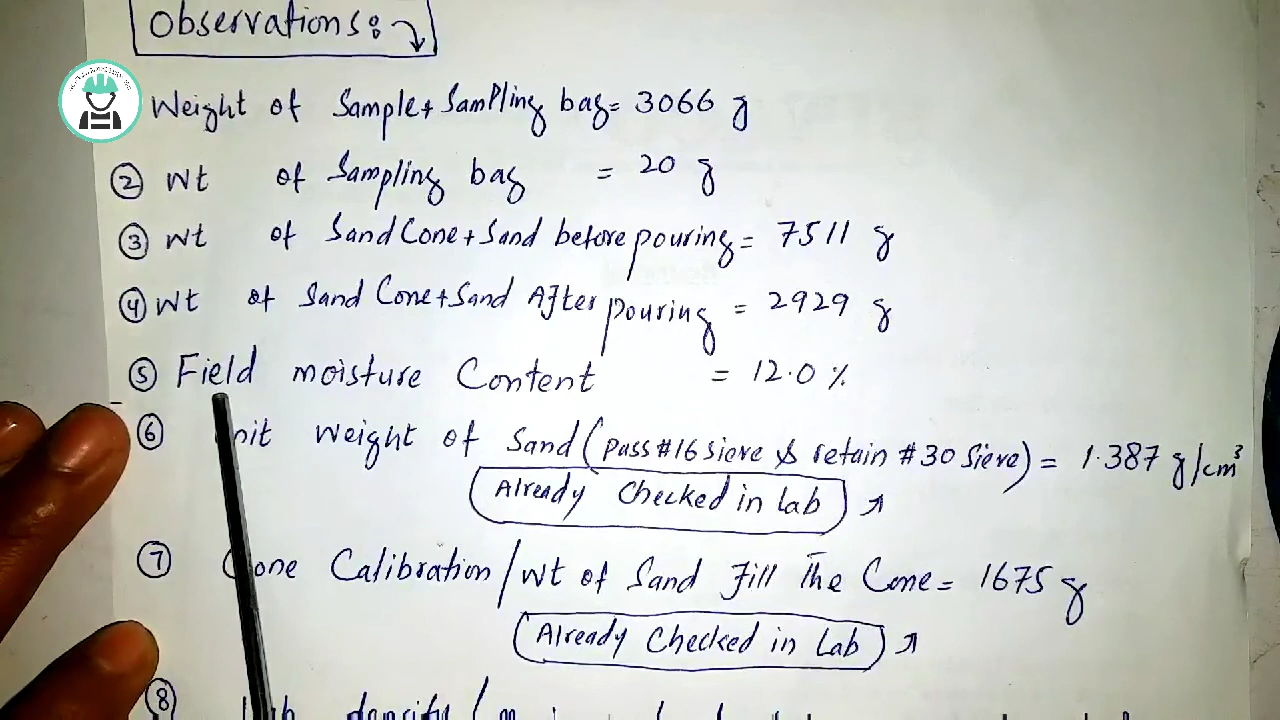 Observations:
Weight of Sample+Sampling bag= 3066 g
② Wt of Sampling bag = 20 g
③ Wt of Sand Cone+Sand before pouring= 7511 g
④ Wt of Sand Cone+Sand After pouring = 2929 g
⑤ Field moisture Content = 12.0 %
⑥ Unit Weight of Sand (pass #16 sieve & retain #30 Sieve) = 1.387 g/cm³
Already Checked in Lab
⑦ Cone Calibration/Wt of Sand Fill The Cone= 1675 g
Already Checked in Lab
⑧ density/